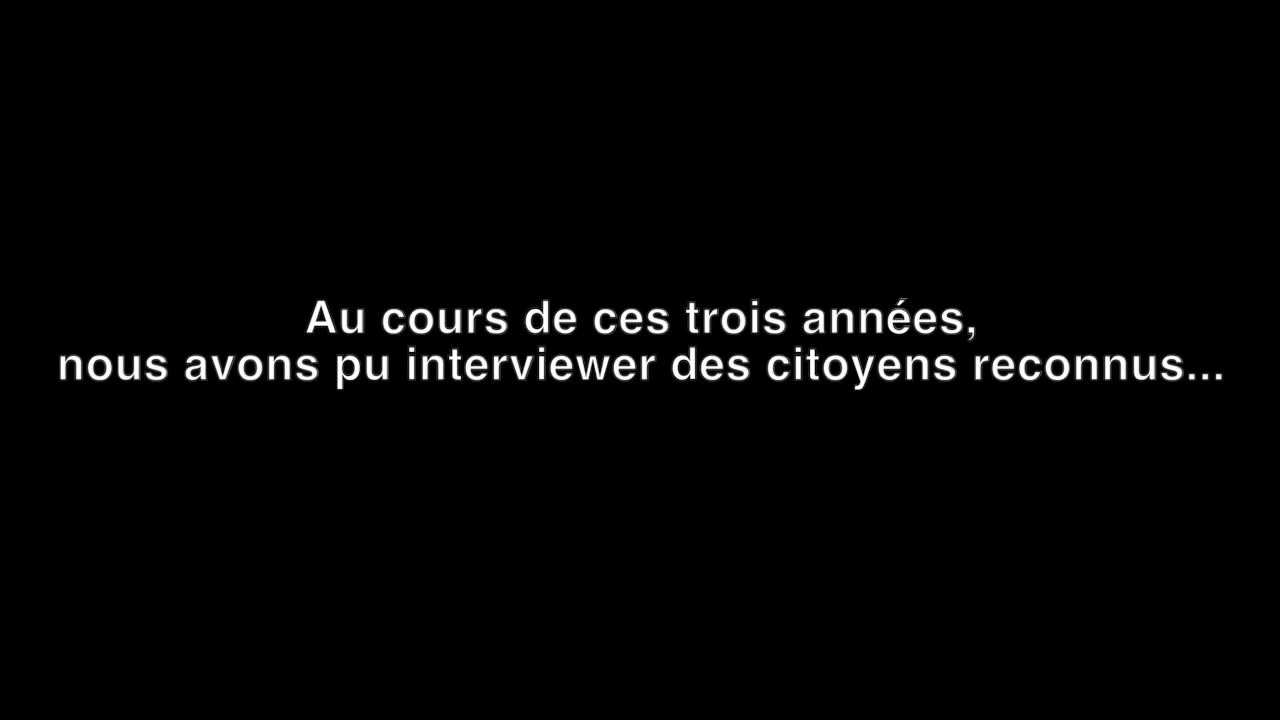 Au cours de ces trois années,
nous avons pu interviewer des citoyens reconnus...